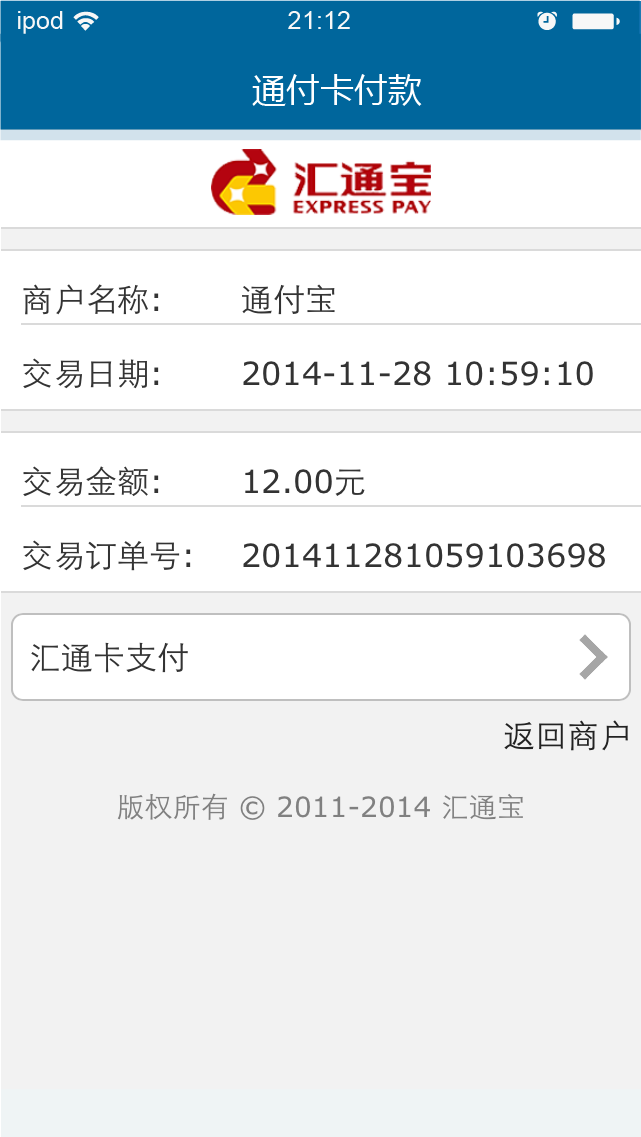 ipod 21:12
通付卡付款
汇通宝
EXPRESS PAY
商户名称: 通付宝
交易日期: 2014-11-28 10:59:10
交易金额: 12.00元
交易订单号: 201411281059103698
汇通卡支付
返回商户
版权所有 © 2011-2014 汇通宝